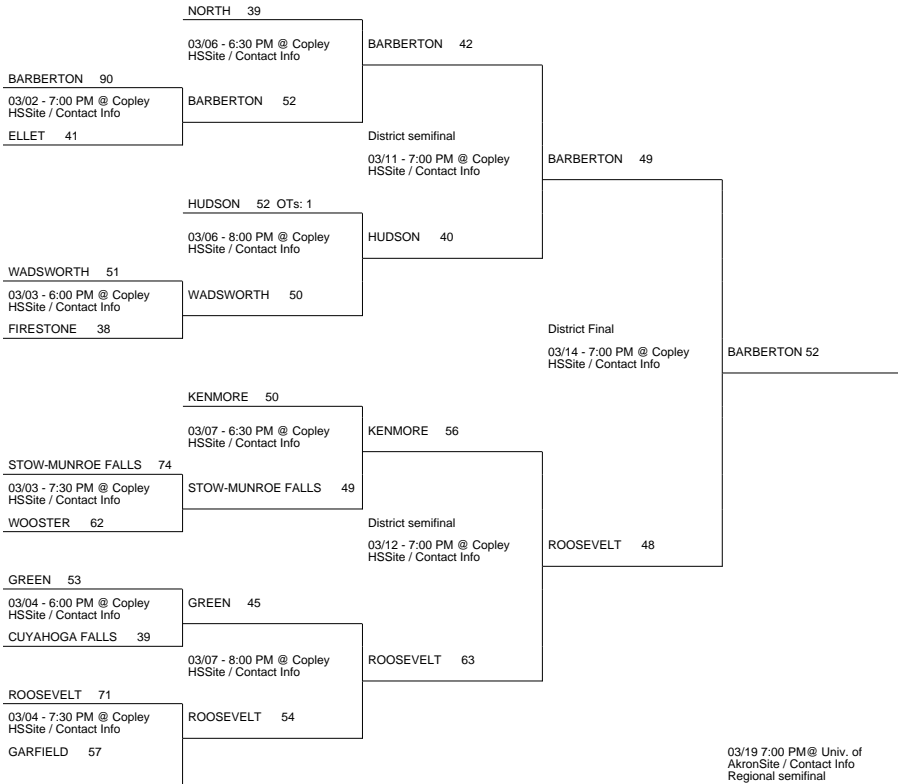 NORTH 39
03/06 - 6:30 PM @ Copley
HSSite / Contact Info
BARBERTON 42
BARBERTON 90
03/02 - 7:00 PM @ Copley
HSSite / Contact Info
BARBERTON 52
ELLET 41
District semifinal
03/11 - 7:00 PM @ Copley
HSSite / Contact Info
BARBERTON 49
HUDSON 52 OTs: 1
03/06 - 8:00 PM @ Copley
HSSite / Contact Info
HUDSON 40
WADSWORTH 51
03/03 - 6:00 PM @ Copley
HSSite / Contact Info
WADSWORTH 50
FIRESTONE 38
District Final
03/14 - 7:00 PM @ Copley
HSSite / Contact Info
BARBERTON 52
KENMORE 50
03/07 - 6:30 PM @ Copley
HSSite / Contact Info
KENMORE 56
STOW-MUNROE FALLS 74
03/03 - 7:30 PM @ Copley
HSSite / Contact Info
STOW-MUNROE FALLS 49
WOOSTER 62
District semifinal
03/12 - 7:00 PM @ Copley
HSSite / Contact Info
ROOSEVELT 48
GREEN 53
03/04 - 6:00 PM @ Copley
HSSite / Contact Info
GREEN 45
CUYAHOGA FALLS 39
03/07 - 8:00 PM @ Copley
HSSite / Contact Info
ROOSEVELT 63
ROOSEVELT 71
03/04 - 7:30 PM @ Copley
HSSite / Contact Info
ROOSEVELT 54
GARFIELD 57
03/19 7:00 PM@ Univ. of
AkronSite / Contact Info
Regional semifinal